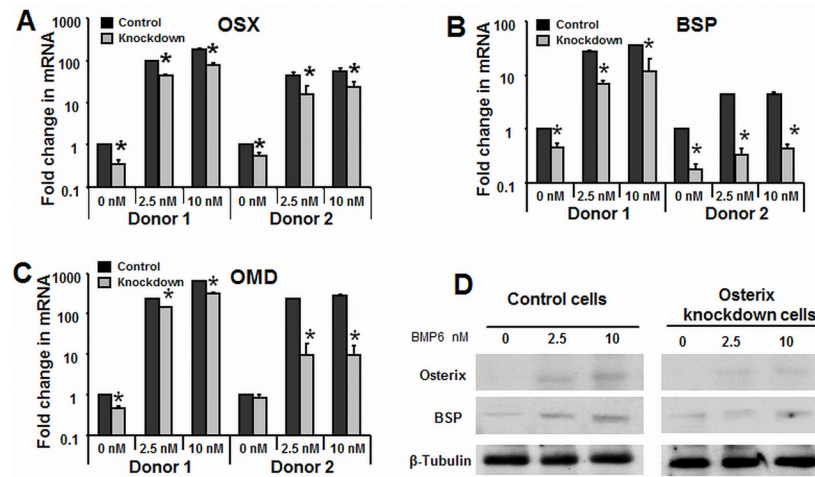 A
OSX
Control
Knockdown
Fold change in mRNA
1000
100
10
1
0.1
0 nM 2.5 nM 10 nM 0 nM 2.5 nM 10 nM
Donor 1 Donor 2
* * * * * *
B
BSP
Control
Knockdown
Fold change in mRNA
100
10
1
0.1
0 nM 2.5 nM 10 nM 0 nM 2.5 nM 10 nM
Donor 1 Donor 2
* * * * * *
C
OMD
Control
Knockdown
Fold change in mRNA
1000
100
10
1
0.1
0 nM 2.5 nM 10 nM 0 nM 2.5 nM 10 nM
Donor 1 Donor 2
* * * * *
D
Control cells
Osterix
knockdown cells
BMP6 nM 0 2.5 10 0 2.5 10
Osterix
BSP
β-Tubulin